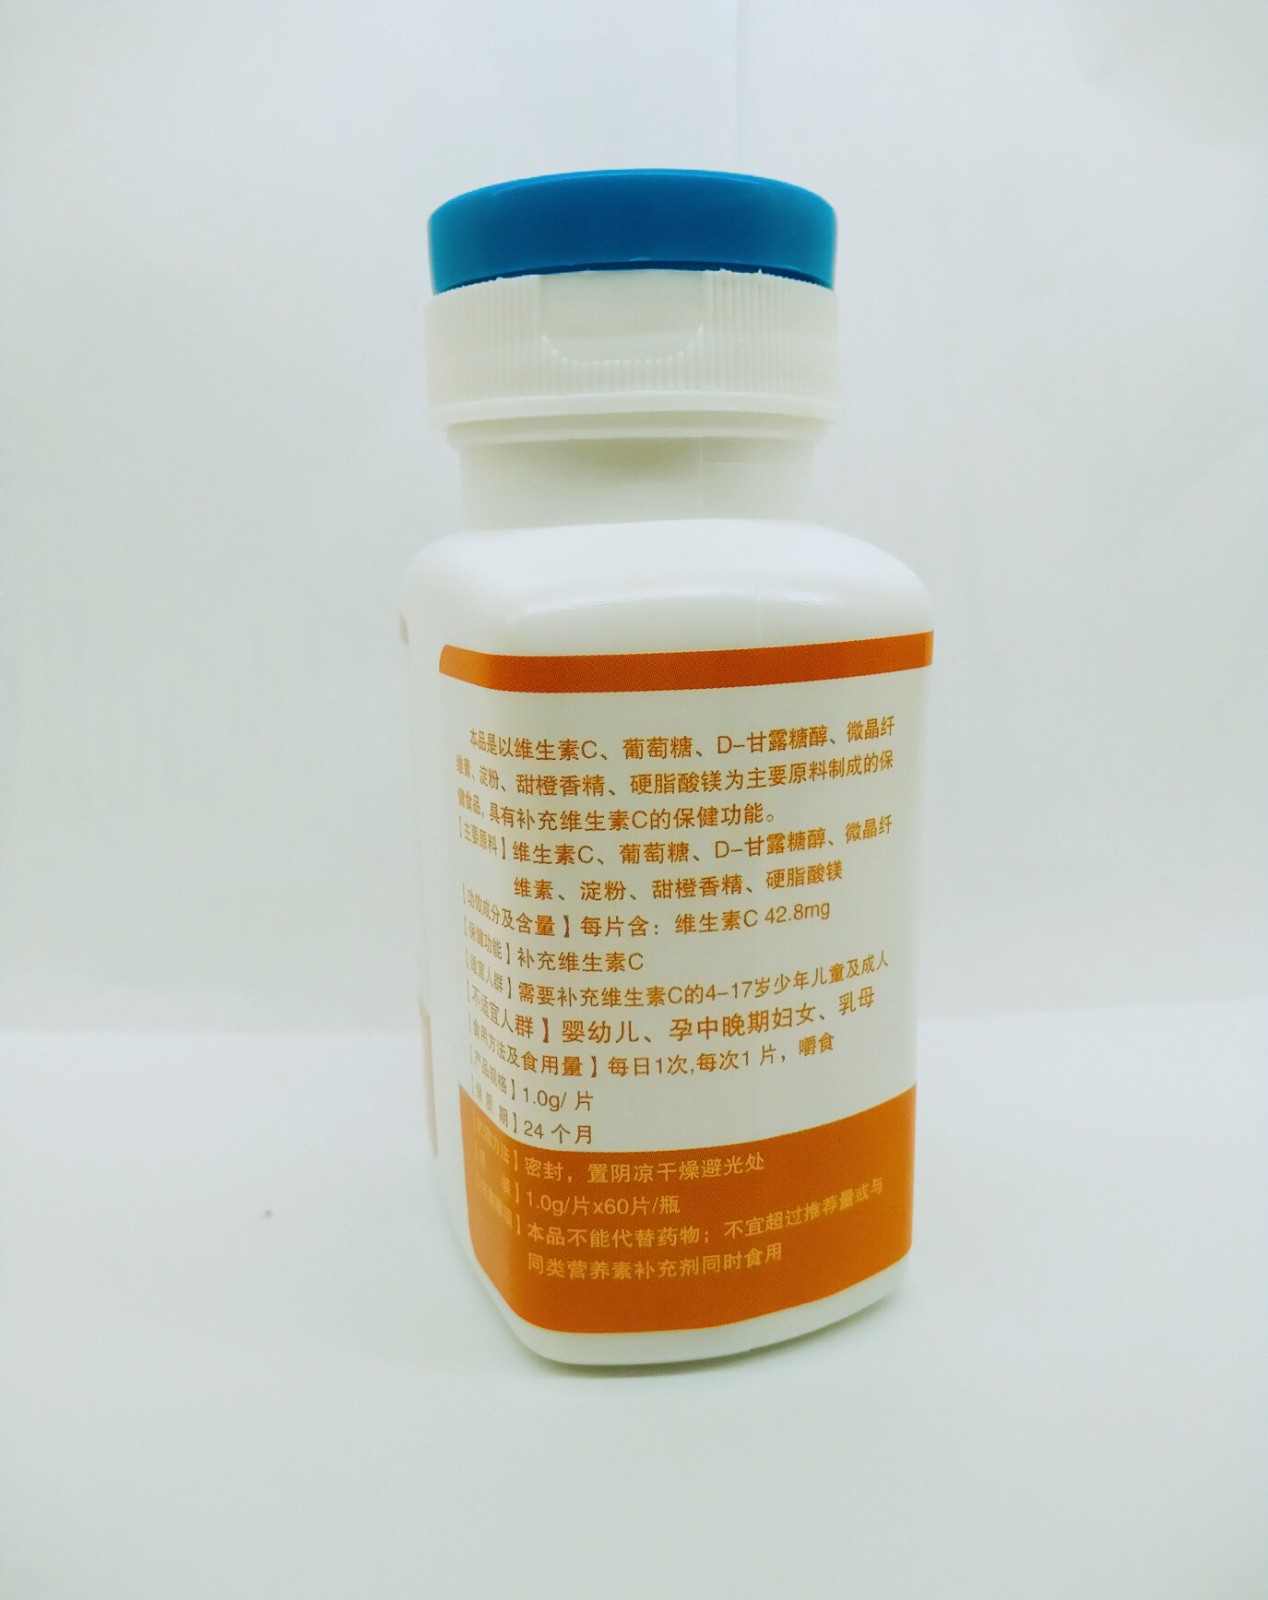 本品是以维生素C、葡萄糖、D-甘露糖醇、微晶纤
维素、淀粉、甜橙香精、硬脂酸镁为主要原料制成的保
健食品，具有补充维生素C的保健功能。
【主要原料】维生素C、葡萄糖、D-甘露糖醇、微晶纤
维素、淀粉、甜橙香精、硬脂酸镁
【功效成分及含量】每片含：维生素C 42.8mg
【保健功能】补充维生素C
【适宜人群】需要补充维生素C的4-17岁少年儿童及成人
【不适宜人群】婴幼儿、孕中晚期妇女、乳母
【食用方法及食用量】每日1次,每次1 片，嚼食
【产品规格】1.0g/ 片
【保 质 期】24 个月
方法】密封，置阴凉干燥避光处
装】1.0g/片x60片/瓶
】本品不能代替药物；不宜超过推荐量或与
同类营养素补充剂同时食用